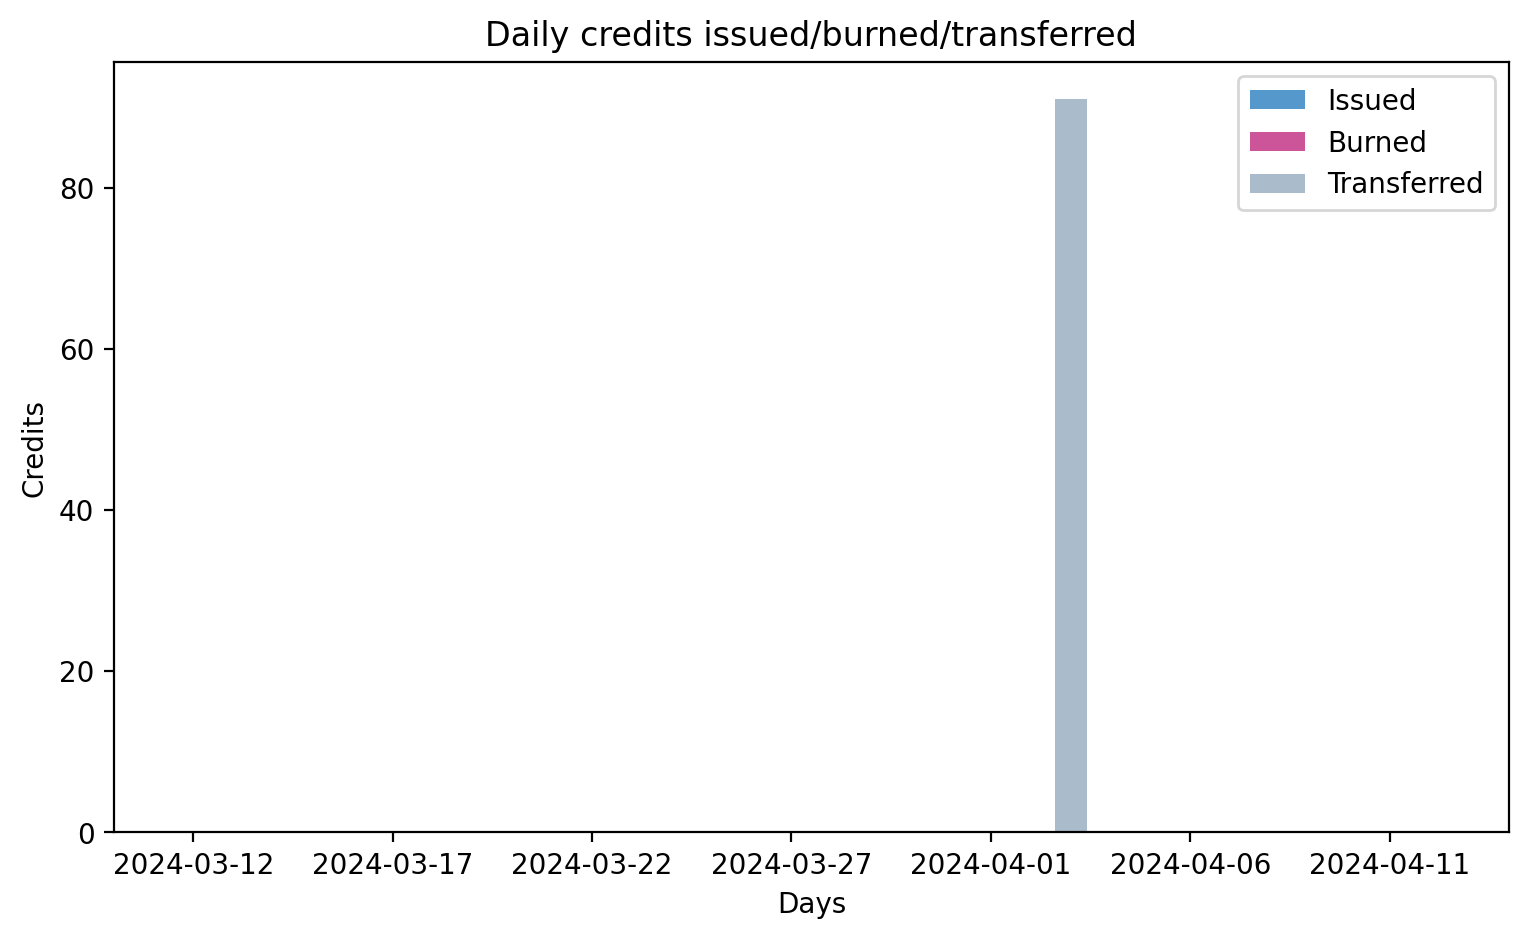 Daily credits issued/burned/transferred
Issued
Burned
Transferred
80
60
40
20
0
Credits
2024-03-12 2024-03-17 2024-03-22 2024-03-27 2024-04-01 2024-04-06 2024-04-11
Days